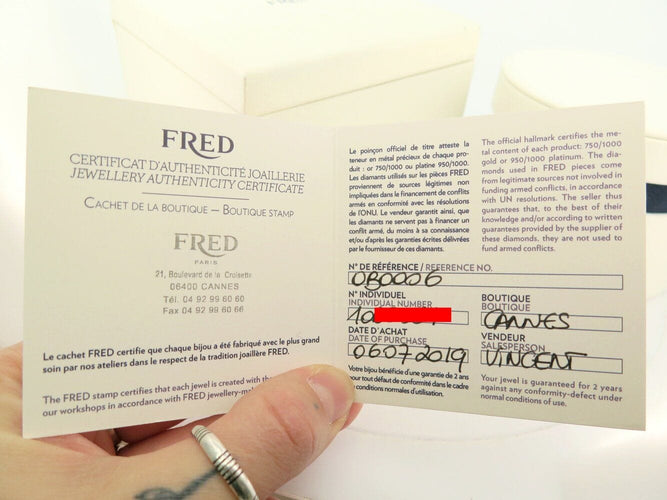 FRED
CERTIFICAT D'AUTHENTICITÉ JOAILLERIE
JEWELLERY AUTHENTICITY CERTIFICATE
CACHET DE LA BOUTIQUE — BOUTIQUE STAMP
FRED
PARIS
21, Boulevard de la Croisette
06400 CANNES
Tél. 04 92 99 60 60
Fax 04 92 99 60 66
Le cachet FRED certifie que chaque bijou a été fabriqué avec le plus grand
soin par nos ateliers dans le respect de la tradition joaillère FRED.
The FRED stamp certifies that each jewel is created with the
our workshops in accordance with FRED jewellery-m
Le poinçon officiel de titre atteste la
teneur en métal précieux de chaque pro-
duit : or 750/1000 ou platine 950/1000.
Les diamants utilisés sur les pièces FRED
proviennent de sources légitimes non
impliquées dans le financement de conflits
armés en conformité avec les résolutions
de l'ONU. Le vendeur garantit ainsi, que
les diamants ne servent pas à financer un
conflit armé, du moins à sa connaissance
et/ou d'après les garanties écrites délivrées
par le fournisseur de ces diamants.
The official hallmark certifies the me-
tal content of each product: 750/1000
gold or 950/1000 platinum. The dia-
monds used in FRED pieces come
from legitimate sources not involved in
funding armed conflicts, in accordance
with UN resolutions. The seller thus
guarantees that, to the best of their
knowledge and/or according to written
guarantees provided by the supplier of
these diamonds, they are not used to
fund armed conflicts.
N° DE RÉFÉRENCE / REFERENCE NO.
0B0006
N° INDIVIDUEL
INDIVIDUAL NUMBER
10
DATE D'ACHAT
DATE OF PURCHASE
06072019
BOUTIQUE
BOUTIQUE
CANNES
VENDEUR
SALESPERSON
VINCENT
Votre bijou bénéficie d'une garantie de 2 ans
pour tout défaut de conformité dans le cadre
conditions normales d'utilisation.
Your jewel is guaranteed for 2 years
against any conformity-defect under
normal conditions of use.